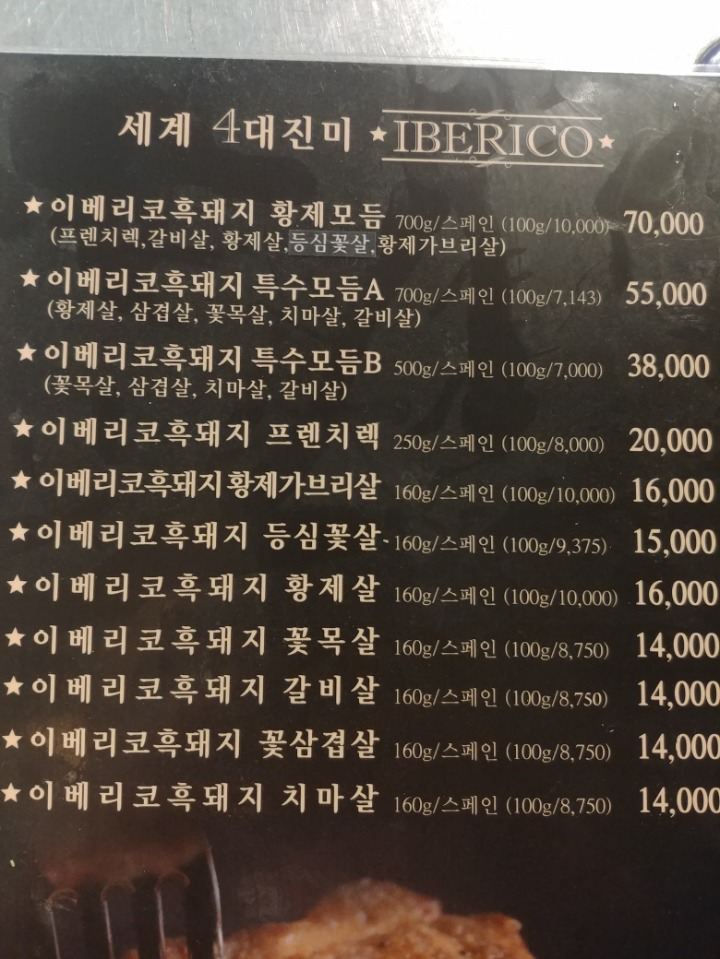 세계 4대진미 ★IBERICO★
★이베리코흑돼지 황제모듬 700g/스페인 (100g/10,000) 70,000
(프렌치렉,갈비살, 황제살,등심꽃살,황제가브리살)
★이베리코흑돼지 특수모듬A 700g/스페인 (100g/7,143) 55,000
(황제살, 삼겹살, 꽃목살, 치마살, 갈비살)
★이베리코흑돼지 특수모듬B 500g/스페인 (100g/7,000) 38,000
(꽃목살, 삼겹살, 치마살, 갈비살)
★이베리코흑돼지 프렌치렉 250g/스페인 (100g/8,000) 20,000
★이베리코흑돼지황제가브리살 160g/스페인 (100g/10,000) 16,000
★이베리코흑돼지 등심꽃살 160g/스페인 (100g/9,375) 15,000
★이베리코흑돼지 황제살 160g/스페인 (100g/10,000) 16,000
★이베리코흑돼지 꽃목살 160g/스페인 (100g/8,750) 14,000
★이베리코흑돼지 갈비살 160g/스페인 (100g/8,750) 14,000
★이베리코흑돼지 꽃삼겹살 160g/스페인 (100g/8,750) 14,000
★이베리코흑돼지 치마살 160g/스페인 (100g/8,750) 14,000